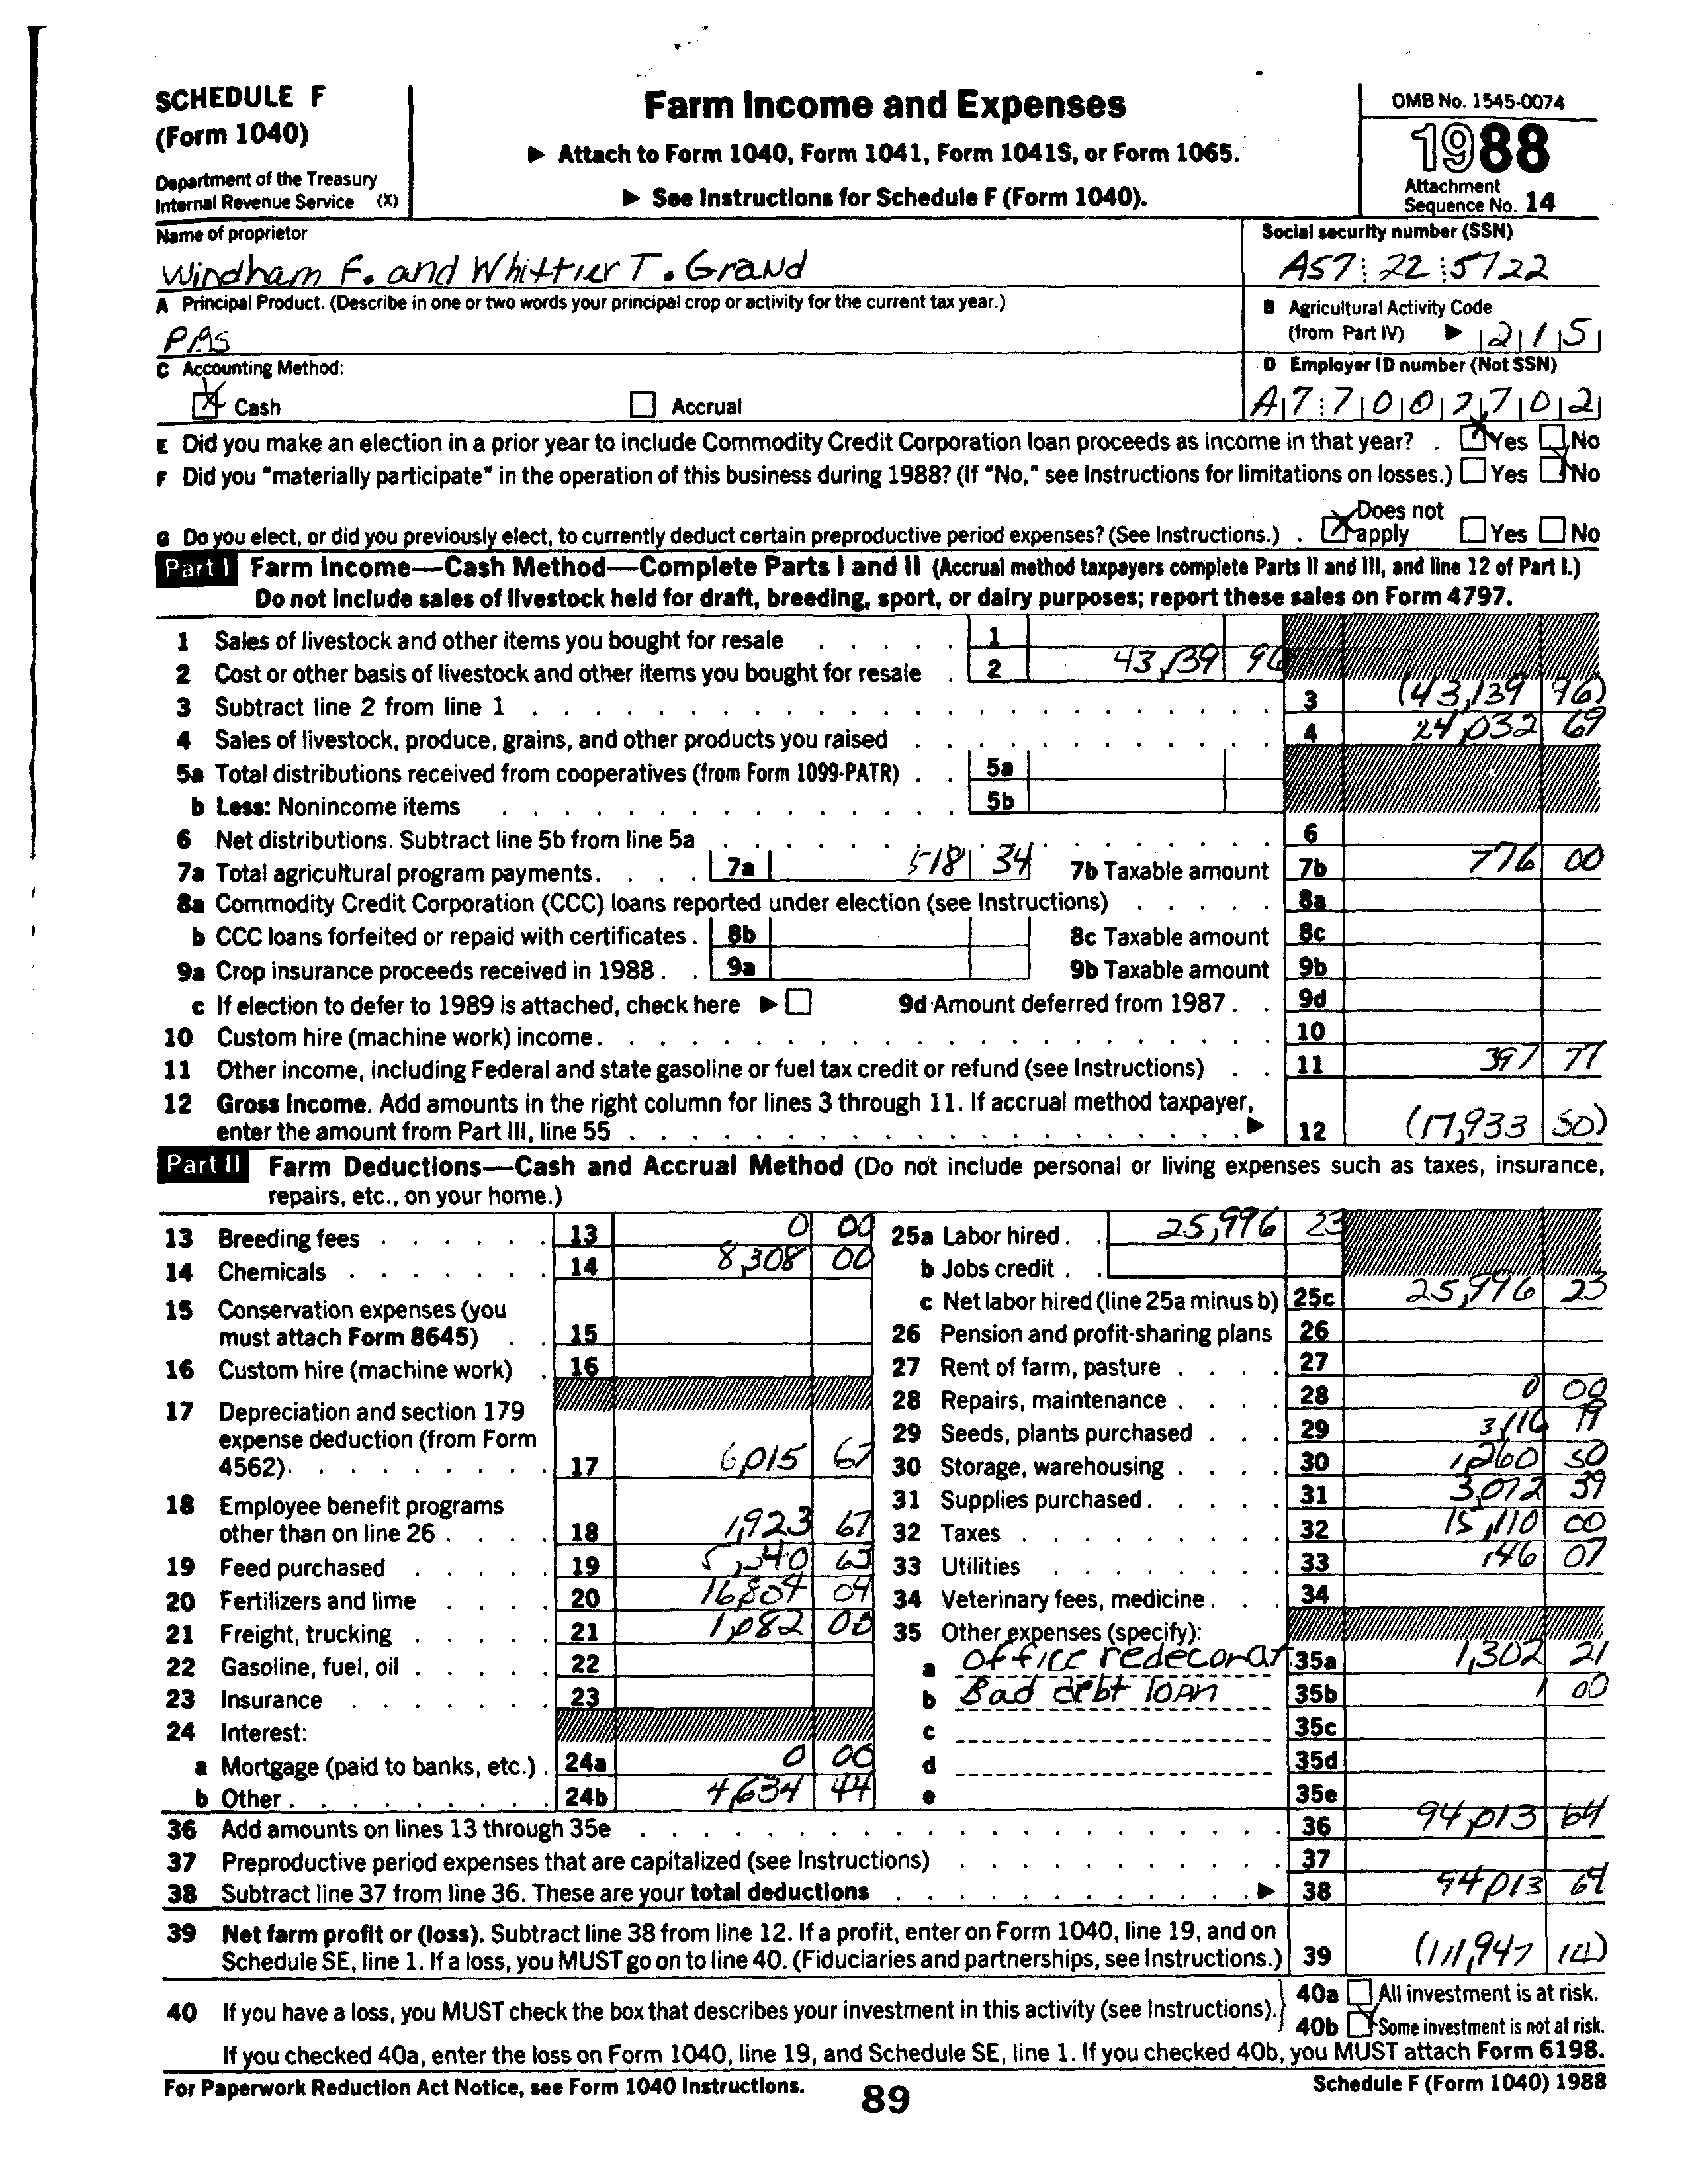 SCHEDULE F
(Form 1040)
Department of the Treasury
Internal Revenue Service (X)
Farm Income and Expenses
▶ Attach to Form 1040, Form 1041, Form 1041S, or Form 1065.
▶ See Instructions for Schedule F (Form 1040).
OMB No. 1545-0074
1988
Attachment
Sequence No. 14
Name of proprietor
Windham F. and Whittier T. Grand
Social security number (SSN)
A57 22 5722
A Principal Product. (Describe in one or two words your principal crop or activity for the current tax year.)
PAS
B Agricultural Activity Code
(from Part IV) ▶ 215
C Accounting Method:
Cash Accrual
D Employer ID number (Not SSN)
A7 7002702
E Did you make an election in a prior year to include Commodity Credit Corporation loan proceeds as income in that year? . Yes No
F Did you "materially participate" in the operation of this business during 1988? (If "No," see Instructions for limitations on losses.) Yes No
G Do you elect, or did you previously elect, to currently deduct certain preproductive period expenses? (See Instructions.) . Does not apply Yes No
Part I Farm Income—Cash Method—Complete Parts I and II (Accrual method taxpayers complete Parts II and III, and line 12 of Part I.)
Do not include sales of livestock held for draft, breeding, sport, or dairy purposes; report these sales on Form 4797.
1 Sales of livestock and other items you bought for resale 1
2 Cost or other basis of livestock and other items you bought for resale 2 43,139 96
3 Subtract line 2 from line 1 3 (43,139 96)
4 Sales of livestock, produce, grains, and other products you raised 4 24,032 69
5a Total distributions received from cooperatives (from Form 1099-PATR) 5a
b Less: Nonincome items 5b
6 Net distributions. Subtract line 5b from line 5a 6
7a Total agricultural program payments. 7a 518 34 7b Taxable amount 7b 776 00
8a Commodity Credit Corporation (CCC) loans reported under election (see Instructions) 8a
b CCC loans forfeited or repaid with certificates. 8b 8c Taxable amount 8c
9a Crop insurance proceeds received in 1988. 9a 9b Taxable amount 9b
c If election to defer to 1989 is attached, check here ▶ 9d Amount deferred from 1987. 9d
10 Custom hire (machine work) income. 10
11 Other income, including Federal and state gasoline or fuel tax credit or refund (see Instructions) 11 397 77
12 Gross Income. Add amounts in the right column for lines 3 through 11. If accrual method taxpayer,
enter the amount from Part III, line 55 ▶ 12 (17,933 50)
Part II Farm Deductions—Cash and Accrual Method (Do not include personal or living expenses such as taxes, insurance,
repairs, etc., on your home.)
13 Breeding fees 13 0 00
14 Chemicals 14 8,308 00
15 Conservation expenses (you
must attach Form 8645) 15
16 Custom hire (machine work) 16
17 Depreciation and section 179
expense deduction (from Form
4562). 17 6,015 67
18 Employee benefit programs
other than on line 26 18 1,923 67
19 Feed purchased 19
20 Fertilizers and lime 20 16,804 04
21 Freight, trucking 21 1,082
22 Gasoline, fuel, oil 22
23 Insurance 23
24 Interest:
a Mortgage (paid to banks, etc.) 24a 0 00
b Other 24b 4,634 44
25a Labor hired. 25,996 23
b Jobs credit
c Net labor hired (line 25a minus b) 25c 25,996 23
26 Pension and profit-sharing plans 26
27 Rent of farm, pasture 27
28 Repairs, maintenance 28 0 00
29 Seeds, plants purchased 29 3,116 19
30 Storage, warehousing 30 1,260 50
31 Supplies purchased 31 3,072 39
32 Taxes 32 15,110 00
33 Utilities 33 146 07
34 Veterinary fees, medicine 34
35 Other expenses (specify):
a office redecorat 35a 1,302 21
b Bad debt loan 35b 1 00
c 35c
d 35d
e 35e
36 Add amounts on lines 13 through 35e 36 94,013 64
37 Preproductive period expenses that are capitalized (see Instructions) 37
38 Subtract line 37 from line 36. These are your total deductions ▶ 38 94,013 64
39 Net farm profit or (loss). Subtract line 38 from line 12. If a profit, enter on Form 1040, line 19, and on
Schedule SE, line 1. If a loss, you MUST go on to line 40. (Fiduciaries and partnerships, see Instructions.) 39 (111,947 14)
40 If you have a loss, you MUST check the box that describes your investment in this activity (see Instructions).
40a All investment is at risk.
40b Some investment is not at risk.
If you checked 40a, enter the loss on Form 1040, line 19, and Schedule SE, line 1. If you checked 40b, you MUST attach Form 6198.
For Paperwork Reduction Act Notice, see Form 1040 Instructions.
89
Schedule F (Form 1040) 1988